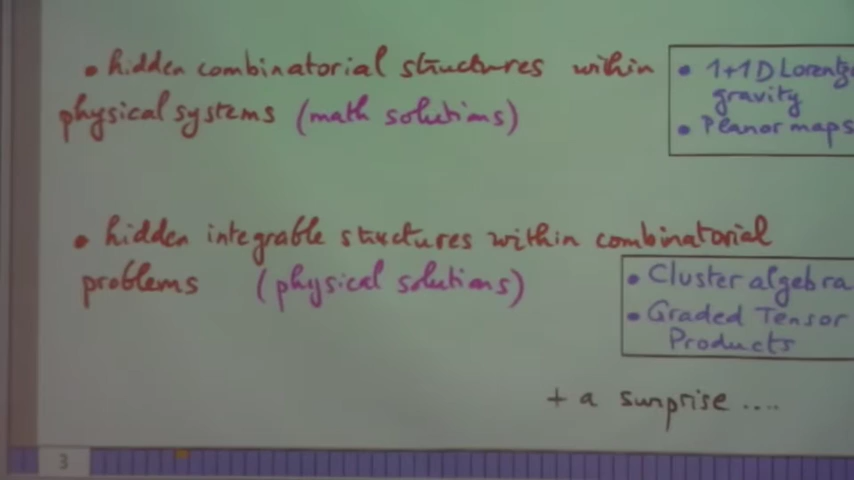 • hidden combinatorial structures within
physical systems (math solutions)
• 1+1D Lorentz
gravity
• Planar maps
• hidden integrable structures within combinatorial
problems (physical solutions)
• Cluster algebra
• Graded Tensor
Products
+ a surprise ....
3